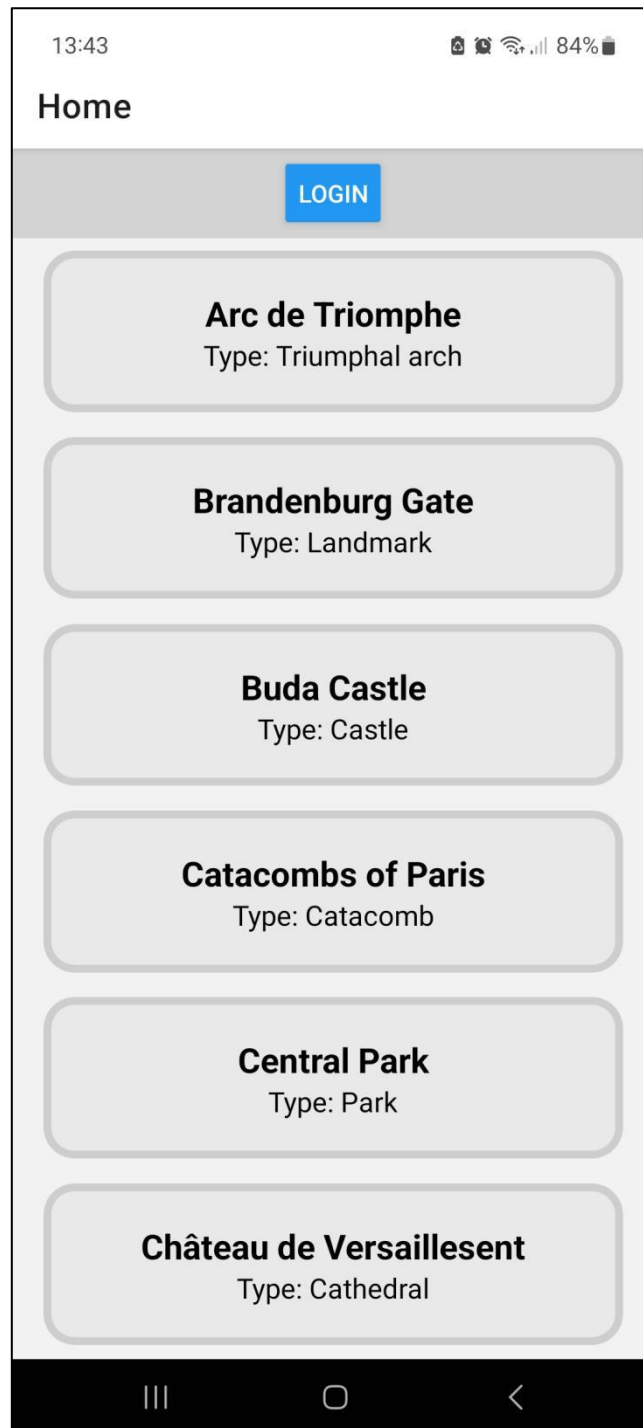 13:43 84%
Home
LOGIN
Arc de Triomphe
Type: Triumphal arch
Brandenburg Gate
Type: Landmark
Buda Castle
Type: Castle
Catacombs of Paris
Type: Catacomb
Central Park
Type: Park
Château de Versaillesent
Type: Cathedral